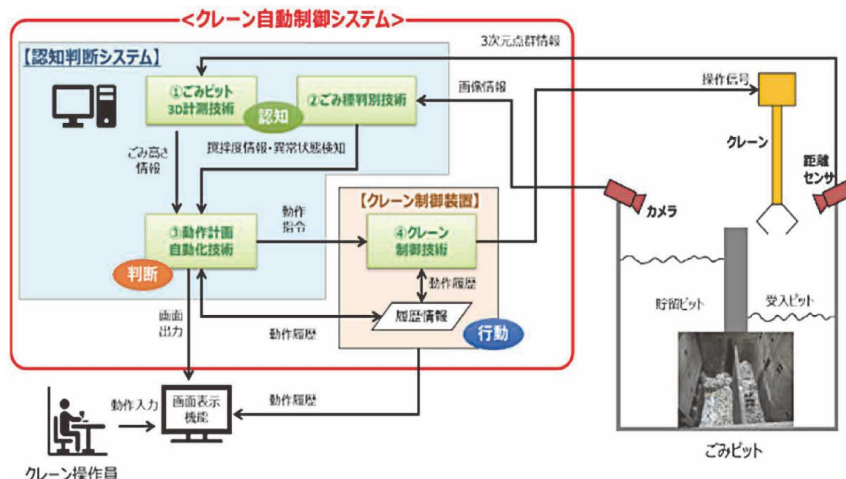 <クレーン自動制御システム>
【認知判断システム】
3次元点群情報
①ごみピット
3D計測技術
②ごみ種判別技術
認知
画像情報
操作信号
クレーン
距離
センサ
カメラ
ごみ高さ
情報
撹拌度情報・異常状態検知
【クレーン制御装置】
③動作計画
自動化技術
判断
動作
指令
④クレーン
制御技術
動作履歴
履歴情報
行動
画面
出力
動作履歴
貯留ピット
受入ピット
動作入力
画面表示
機能
動作履歴
クレーン操作員
ごみピット